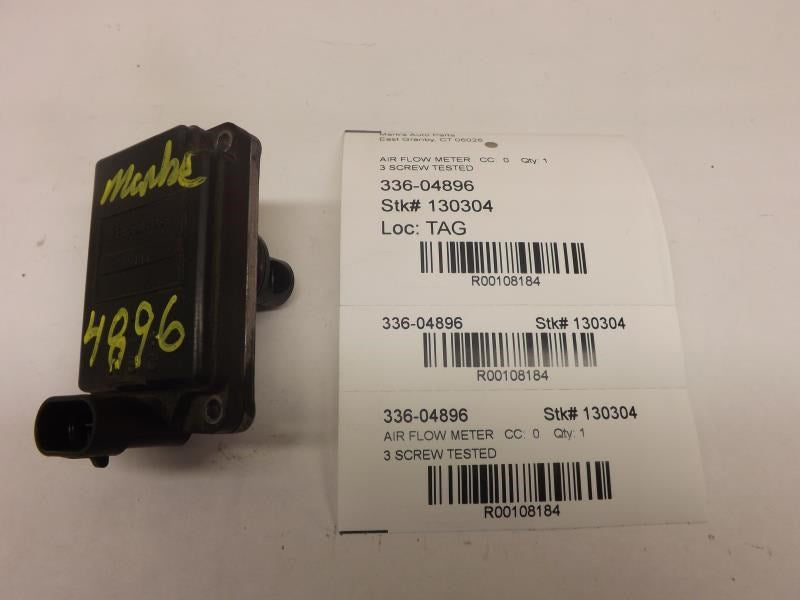 Marks
4896
Mark's Auto Parts
East Granby, CT 06026
AIR FLOW METER CC: 0 Qty: 1
3 SCREW TESTED
336-04896
Stk# 130304
Loc: TAG
R00108184
336-04896 Stk# 130304
R00108184
336-04896 Stk# 130304
AIR FLOW METER CC: 0 Qty: 1
3 SCREW TESTED
R00108184